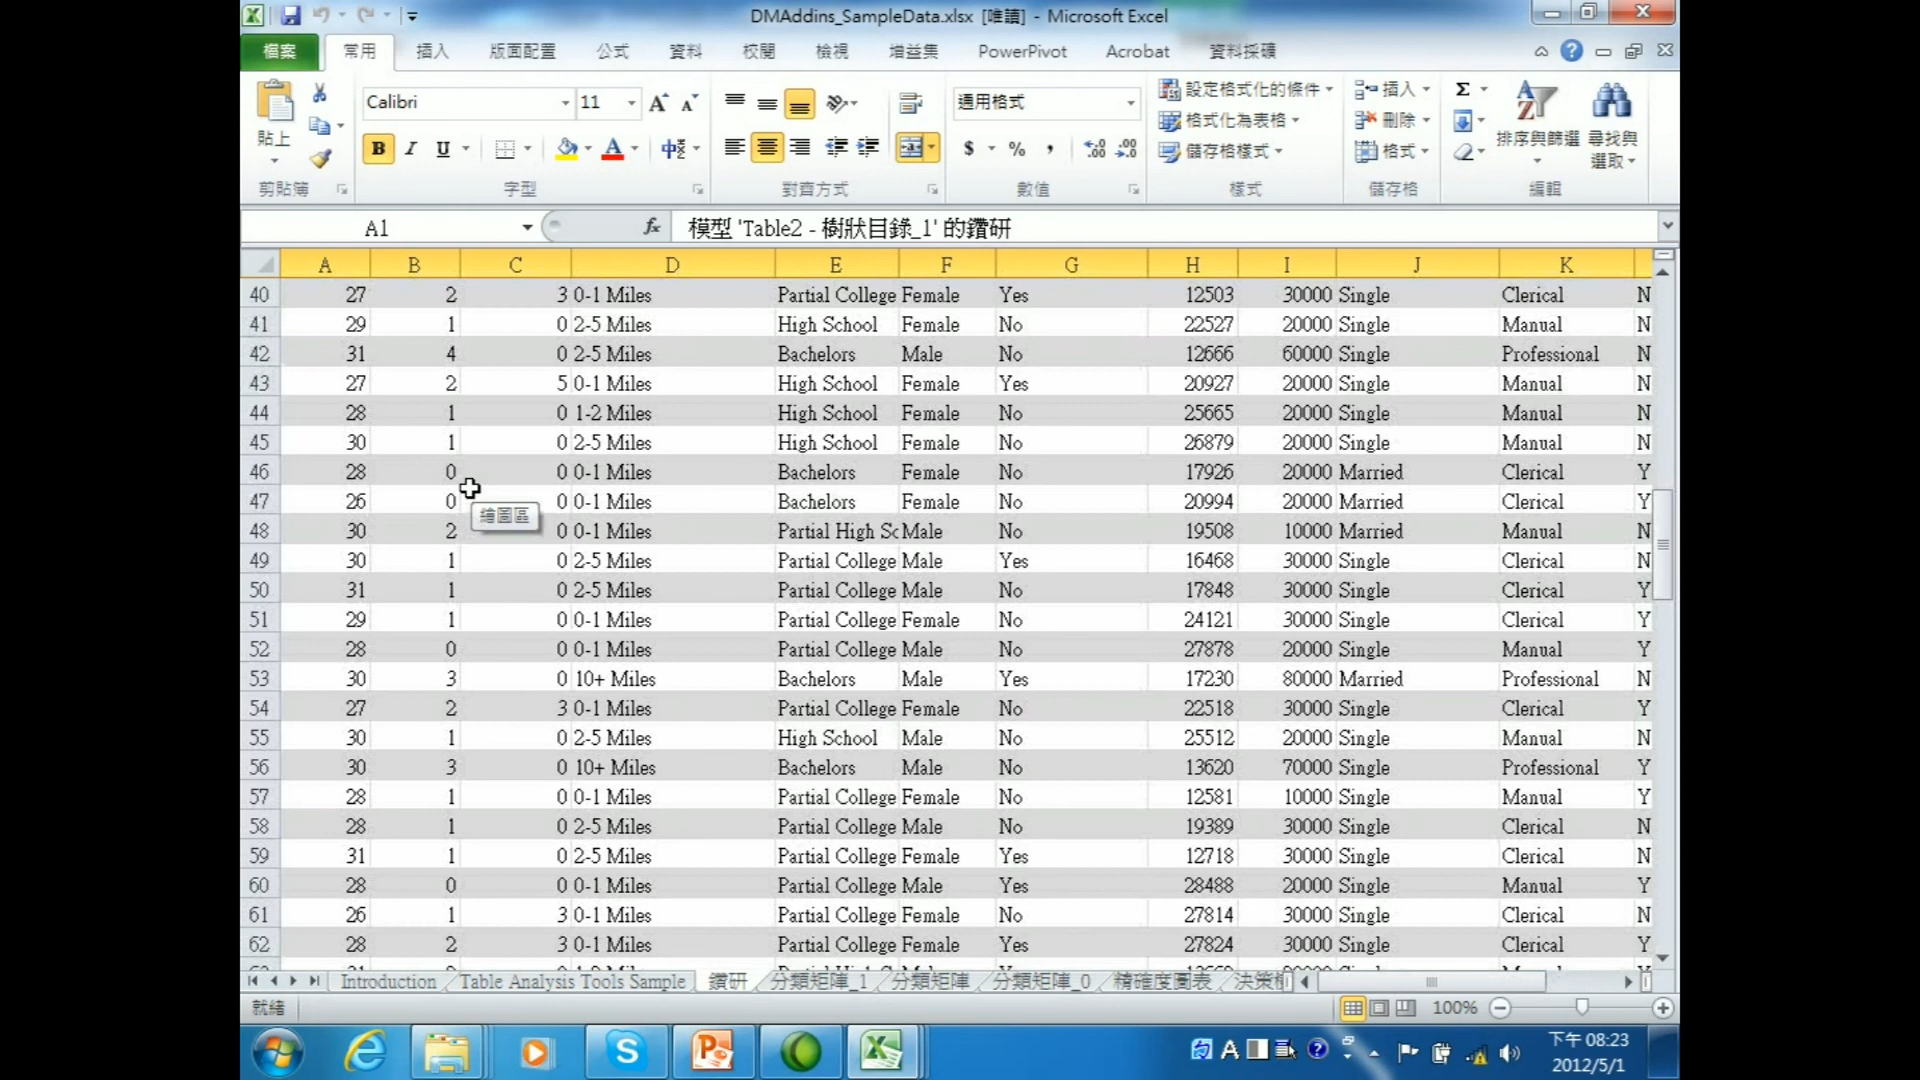 DMAddins_SampleData.xlsx [唯讀] - Microsoft Excel
檔案 常用 插入 版面配置 公式 資料 校閱 檢視 增益集 PowerPivot Acrobat 資料採礦
貼上 Calibri 11 通用格式 設定格式化的條件 格式化為表格 儲存格樣式 插入 刪除 格式 排序與篩選 尋找與選取
剪貼簿 字型 對齊方式 數值 樣式 儲存格 編輯
A1 fx 模型 'Table2 - 樹狀目錄_1' 的鑽研
A B C D E F G H I J K
40 27 2 3 0-1 Miles Partial College Female Yes 12503 30000 Single Clerical N
41 29 1 0 2-5 Miles High School Female No 22527 20000 Single Manual N
42 31 4 0 2-5 Miles Bachelors Male No 12666 60000 Single Professional N
43 27 2 5 0-1 Miles High School Female Yes 20927 20000 Single Manual N
44 28 1 0 1-2 Miles High School Female No 25665 20000 Single Manual N
45 30 1 0 2-5 Miles High School Female No 26879 20000 Single Manual N
46 28 0 0 0-1 Miles Bachelors Female No 17926 20000 Married Clerical Y
47 26 0 0 0-1 Miles Bachelors Female No 20994 20000 Married Clerical Y
繪圖區
48 30 2 0 0-1 Miles Partial High Sc Male No 19508 10000 Married Manual N
49 30 1 0 2-5 Miles Partial College Male Yes 16468 30000 Single Clerical N
50 31 1 0 2-5 Miles Partial College Male No 17848 30000 Single Clerical Y
51 29 1 0 0-1 Miles Partial College Female No 24121 30000 Single Clerical Y
52 28 0 0 0-1 Miles Partial College Male No 27878 20000 Single Manual Y
53 30 3 0 10+ Miles Bachelors Male Yes 17230 80000 Married Professional N
54 27 2 3 0-1 Miles Partial College Female No 22518 30000 Single Clerical Y
55 30 1 0 2-5 Miles High School Male No 25512 20000 Single Manual N
56 30 3 0 10+ Miles Bachelors Male No 13620 70000 Single Professional Y
57 28 1 0 0-1 Miles Partial College Female No 12581 10000 Single Manual Y
58 28 1 0 2-5 Miles Partial College Male No 19389 30000 Single Clerical N
59 31 1 0 2-5 Miles Partial College Female Yes 12718 30000 Single Clerical N
60 28 0 0 0-1 Miles Partial College Male Yes 28488 20000 Single Manual Y
61 26 1 3 0-1 Miles Partial College Female No 27814 30000 Single Clerical N
62 28 2 3 0-1 Miles Partial College Female Yes 27824 30000 Single Clerical Y
Introduction Table Analysis Tools Sample 鑽研 分類矩陣_1 分類矩陣 分類矩陣_0 精確度圖表 決策樹
就緒 100%
下午 08:23
2012/5/1